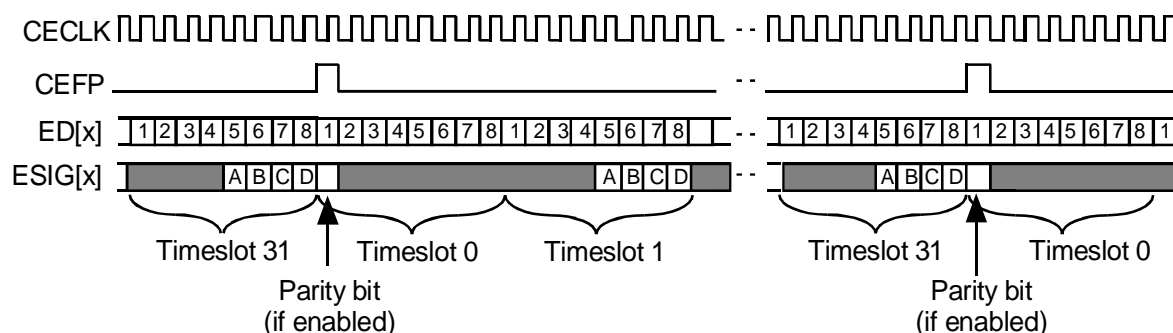 CECLK
- -
CEFP
- -
ED[x] 1 2 3 4 5 6 7 8 1 2 3 4 5 6 7 8 1 2 3 4 5 6 7 8 - - 1 2 3 4 5 6 7 8 1 2 3 4 5 6 7 8 1
ESIG[x] A B C D A B C D - - A B C D
Timeslot 31 Timeslot 0 Timeslot 1 Timeslot 31 Timeslot 0
Parity bit Parity bit
(if enabled) (if enabled)